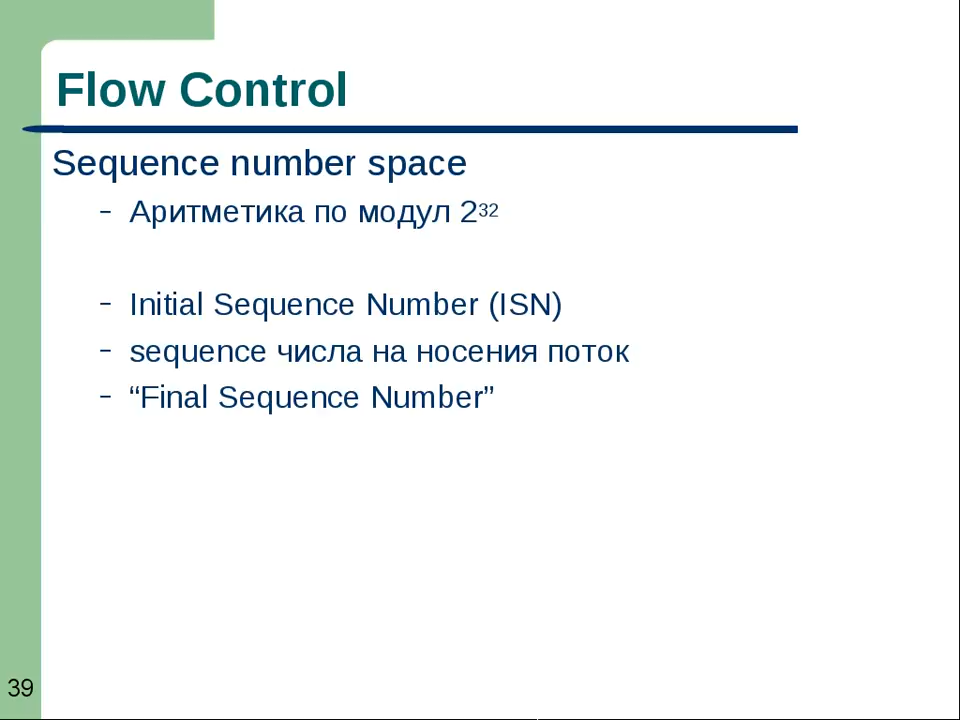 Flow Control
Sequence number space
– Аритметика по модул 2³²
– Initial Sequence Number (ISN)
– sequence числа на носения поток
– “Final Sequence Number”
39